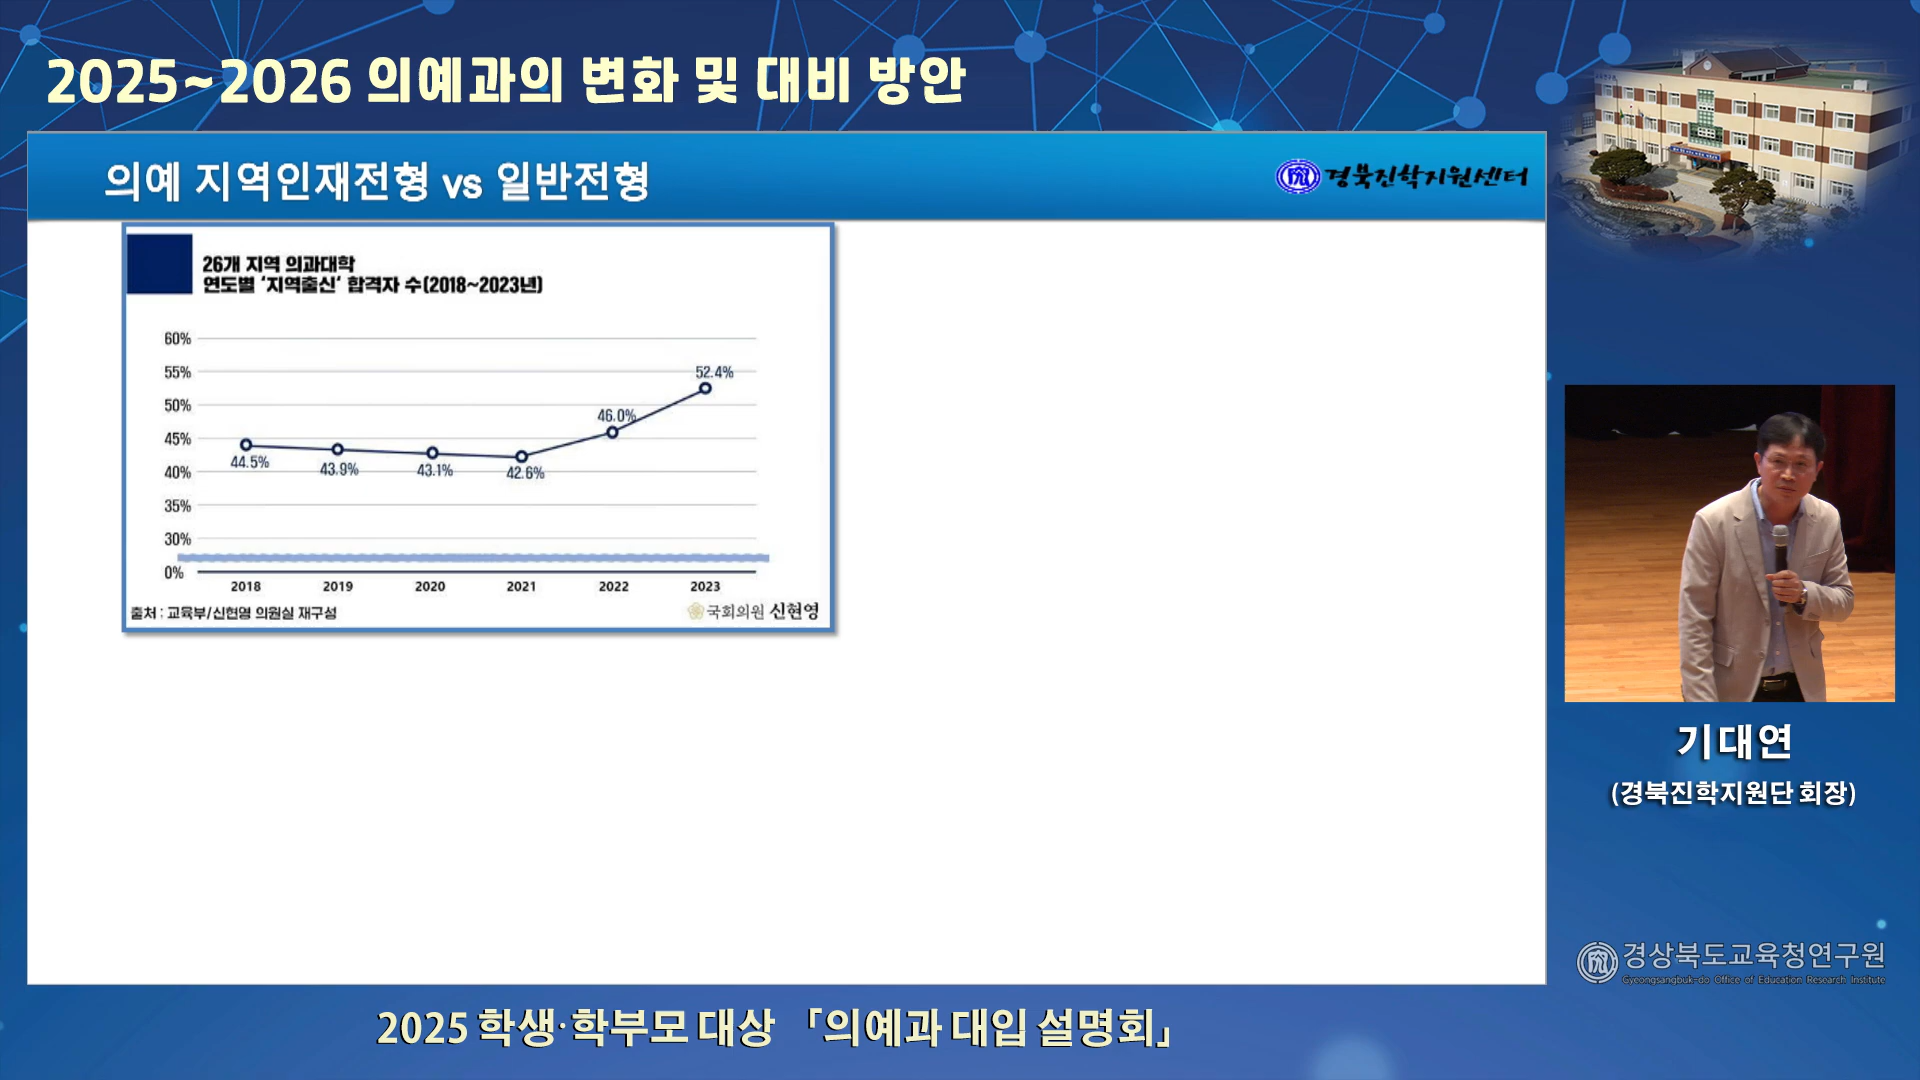 2025~2026 의예과의 변화 및 대비 방안
의예 지역인재전형 vs 일반전형
경북진학지원센터
26개 지역 의과대학
연도별 '지역출신' 합격자 수(2018~2023년)
60%
55%
50%
45%
40%
35%
30%
0%
44.5%
43.9%
43.1%
42.6%
46.0%
52.4%
2018 2019 2020 2021 2022 2023
출처 : 교육부/신현영 의원실 재구성
국회의원 신현영
기대연
(경북진학지원단 회장)
경상북도교육청연구원
Gyeongsangbuk-do Office of Education Research Institute
2025 학생·학부모 대상 「의예과 대입 설명회」